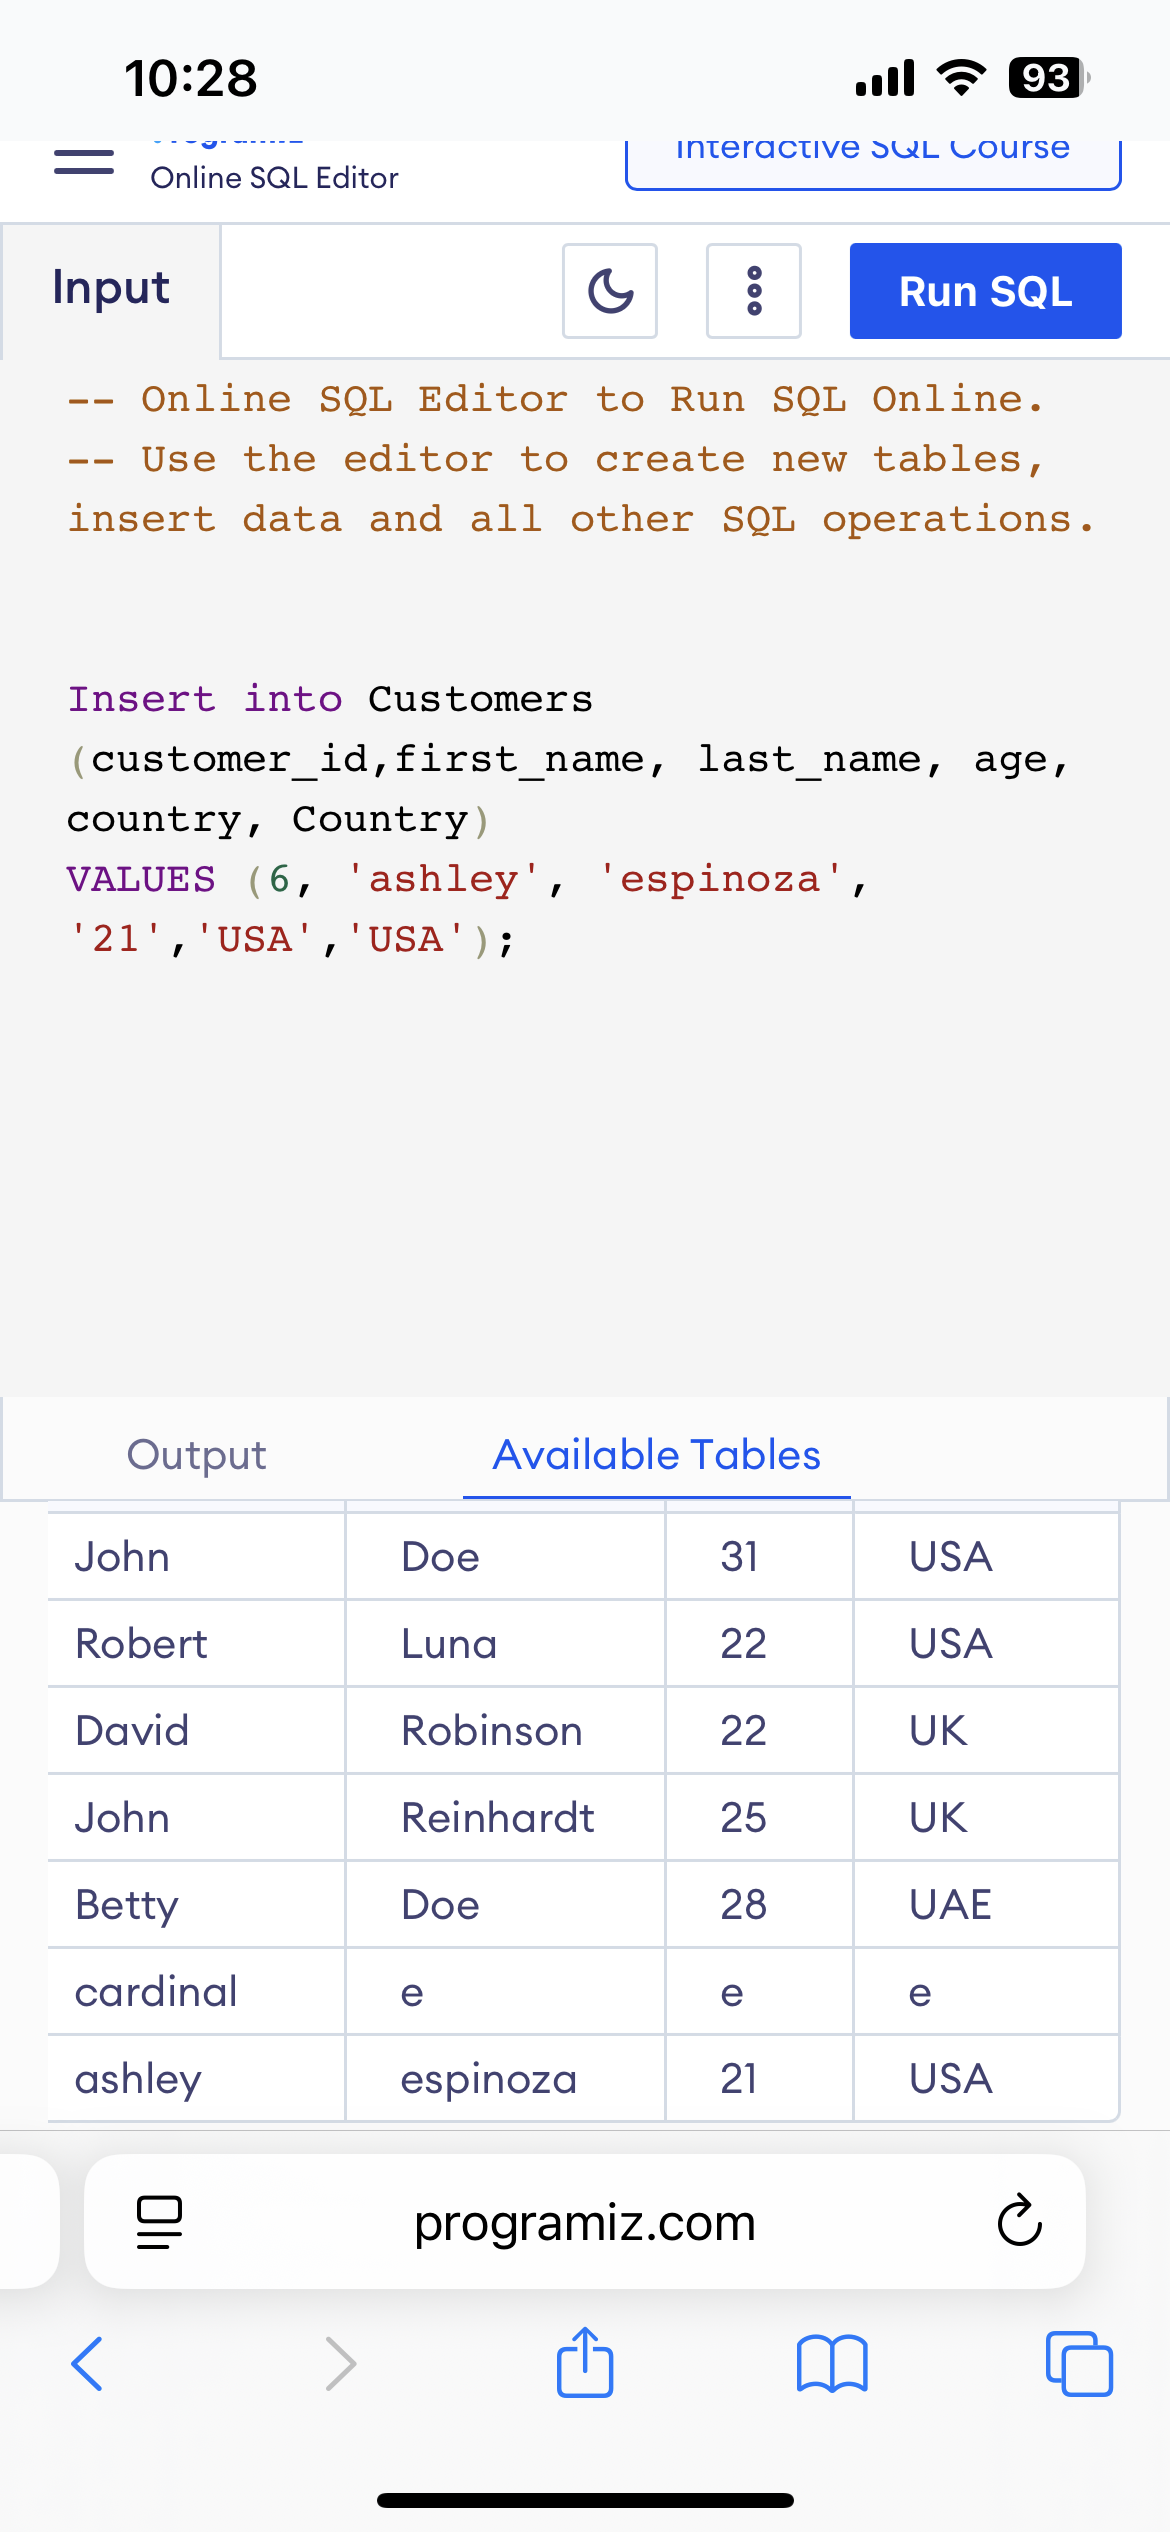 10:28
93
Programiz
Online SQL Editor
Interactive SQL Course
Input
Run SQL
-- Online SQL Editor to Run SQL Online.
-- Use the editor to create new tables,
insert data and all other SQL operations.
Insert into Customers
(customer_id,first_name, last_name, age,
country, Country)
VALUES (6, 'ashley', 'espinoza',
'21','USA','USA');
Output
Available Tables
John Doe 31 USA
Robert Luna 22 USA
David Robinson 22 UK
John Reinhardt 25 UK
Betty Doe 28 UAE
cardinal e e e
ashley espinoza 21 USA
programiz.com